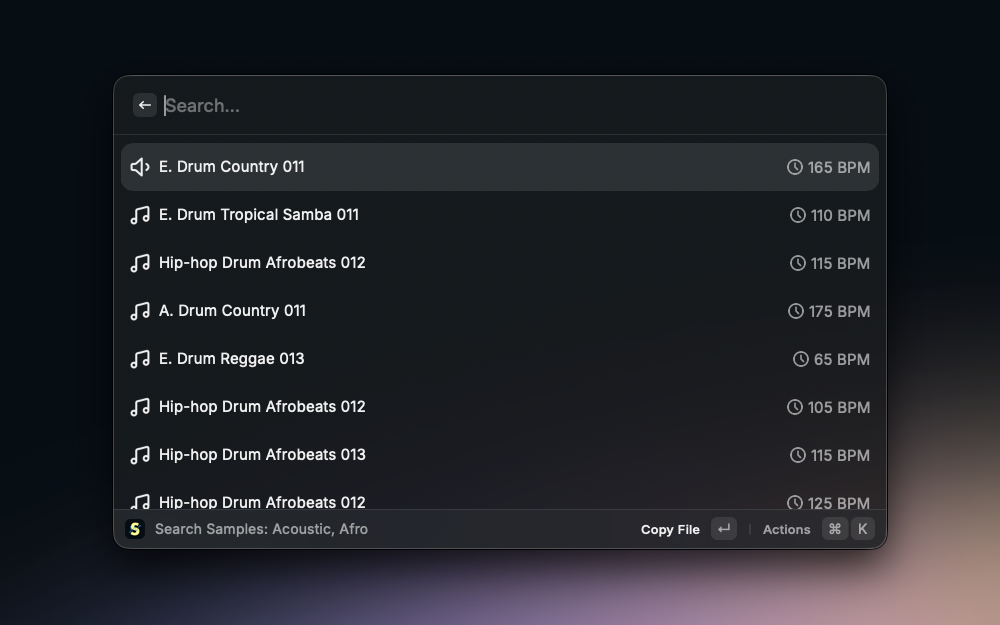 Search...
E. Drum Country 011 165 BPM
E. Drum Tropical Samba 011 110 BPM
Hip-hop Drum Afrobeats 012 115 BPM
A. Drum Country 011 175 BPM
E. Drum Reggae 013 65 BPM
Hip-hop Drum Afrobeats 012 105 BPM
Hip-hop Drum Afrobeats 013 115 BPM
Hip-hop Drum Afrobeats 012 125 BPM
S Search Samples: Acoustic, Afro Copy File ↵ Actions ⌘ K